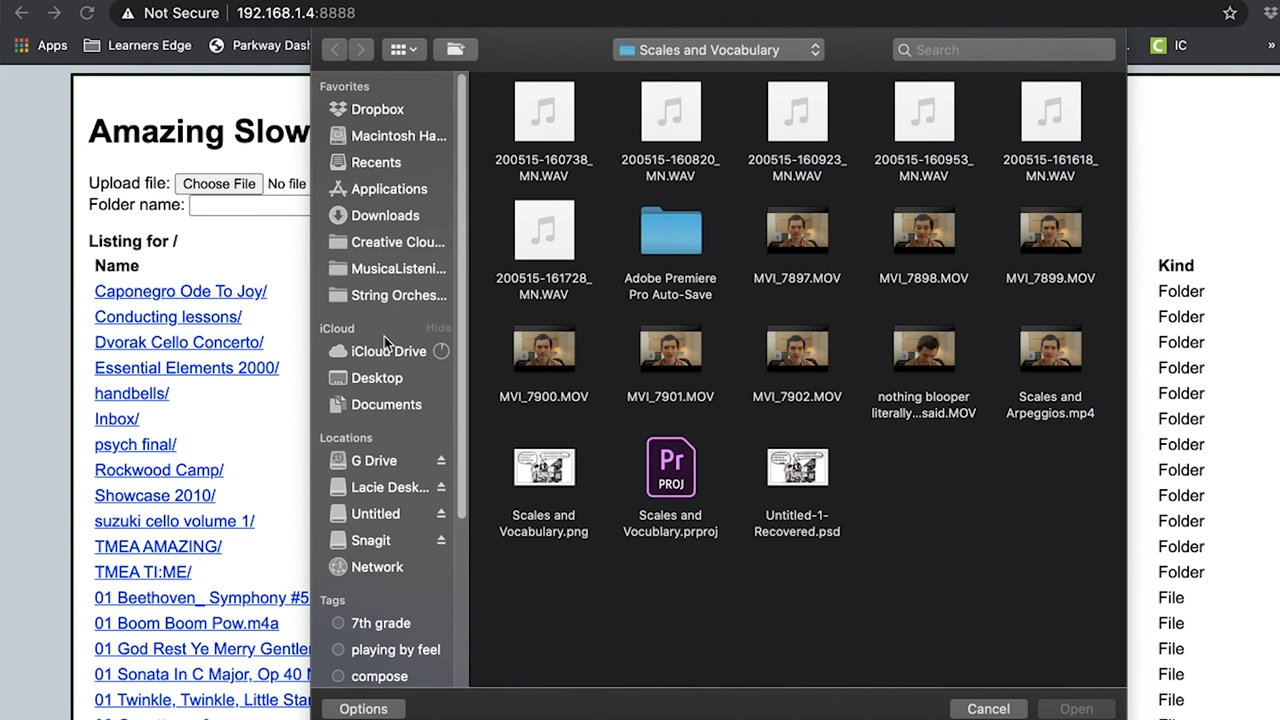 Not Secure | 192.168.1.4:8888
Apps
Learners Edge
Parkway Dash
IC
»
Scales and Vocabulary
Search
Amazing Slow
Upload file: Choose File No file
Folder name:
Listing for /
Name
Caponegro Ode To Joy/
Conducting lessons/
Dvorak Cello Concerto/
Essential Elements 2000/
handbells/
Inbox/
psych final/
Rockwood Camp/
Showcase 2010/
suzuki cello volume 1/
TMEA AMAZING/
TMEA TI:ME/
01 Beethoven_ Symphony #5
01 Boom Boom Pow.m4a
01 God Rest Ye Merry Gentle
01 Sonata In C Major, Op 40
01 Twinkle, Twinkle, Little Sta
Favorites
Dropbox
Macintosh Ha...
Recents
Applications
Downloads
Creative Clou...
MusicaListeni...
String Orches...
iCloud Hide
iCloud Drive
Desktop
Documents
Locations
G Drive
Lacie Desk...
Untitled
Snagit
Network
Tags
7th grade
playing by feel
compose
200515-160738_
MN.WAV
200515-160820_
MN.WAV
200515-160923_
MN.WAV
200515-160953_
MN.WAV
200515-161618_
MN.WAV
200515-161728_
MN.WAV
Adobe Premiere
Pro Auto-Save
MVI_7897.MOV
MVI_7898.MOV
MVI_7899.MOV
MVI_7900.MOV
MVI_7901.MOV
MVI_7902.MOV
nothing blooper
literally...said.MOV
Scales and
Arpeggios.mp4
Scales and
Vocabulary.png
Pr
PROJ
Scales and
Vocublary.prproj
Untitled-1-
Recovered.psd
Kind
Folder
Folder
Folder
Folder
Folder
Folder
Folder
Folder
Folder
Folder
Folder
Folder
File
File
File
File
File
Options
Cancel
Open